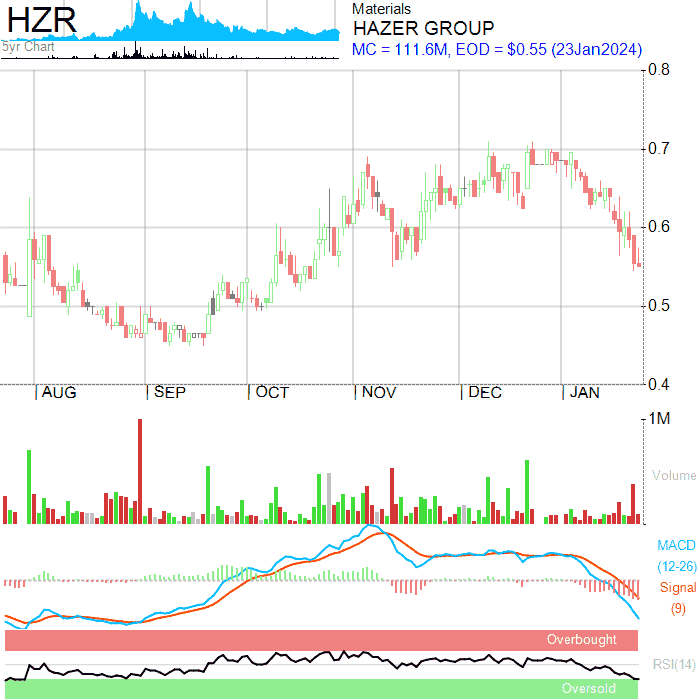 HZR
5yr Chart
Materials
HAZER GROUP
MC = 111.6M, EOD = $0.55 (23Jan2024)
0.8
0.7
0.6
0.5
0.4
AUG SEP OCT NOV DEC JAN
1M
Volume
MACD
(12-26)
Signal
(9)
Overbought
RSI(14)
Oversold